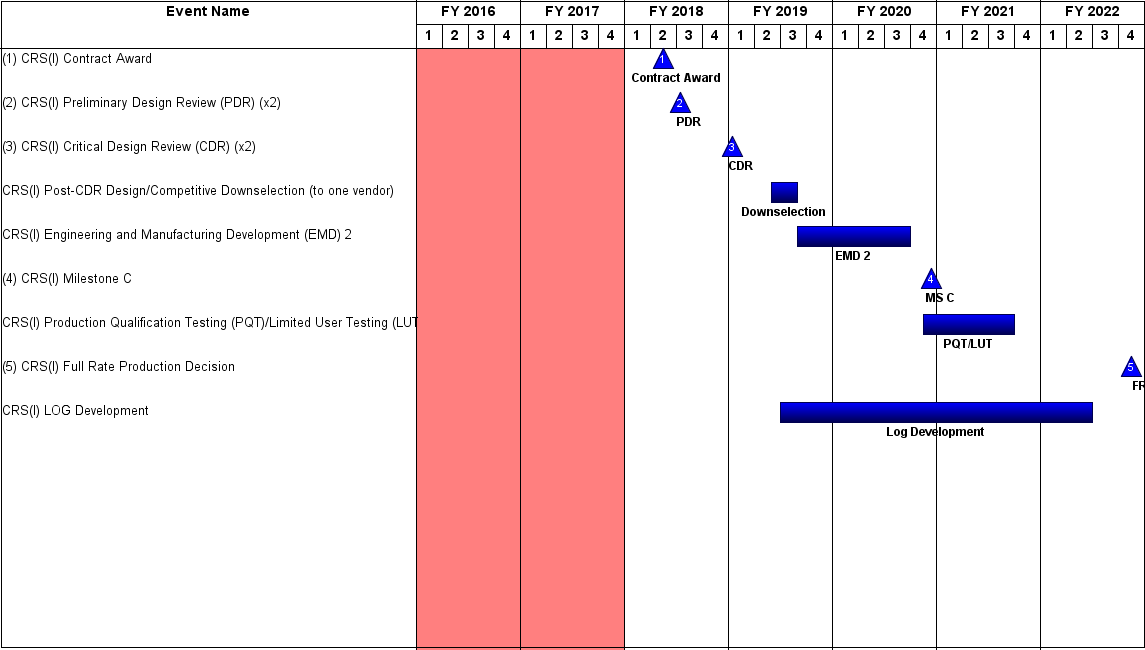 Event Name FY 2016 FY 2017 FY 2018 FY 2019 FY 2020 FY 2021 FY 2022
1 2 3 4 1 2 3 4 1 2 3 4 1 2 3 4 1 2 3 4 1 2 3 4 1 2 3 4
(1) CRS(I) Contract Award 1
Contract Award
(2) CRS(I) Preliminary Design Review (PDR) (x2) 2
PDR
(3) CRS(I) Critical Design Review (CDR) (x2) 3
CDR
CRS(I) Post-CDR Design/Competitive Downselection (to one vendor)
Downselection
CRS(I) Engineering and Manufacturing Development (EMD) 2
EMD 2
(4) CRS(I) Milestone C 4
MS C
CRS(I) Production Qualification Testing (PQT)/Limited User Testing (LUT
PQT/LUT
(5) CRS(I) Full Rate Production Decision 5
FR
CRS(I) LOG Development
Log Development